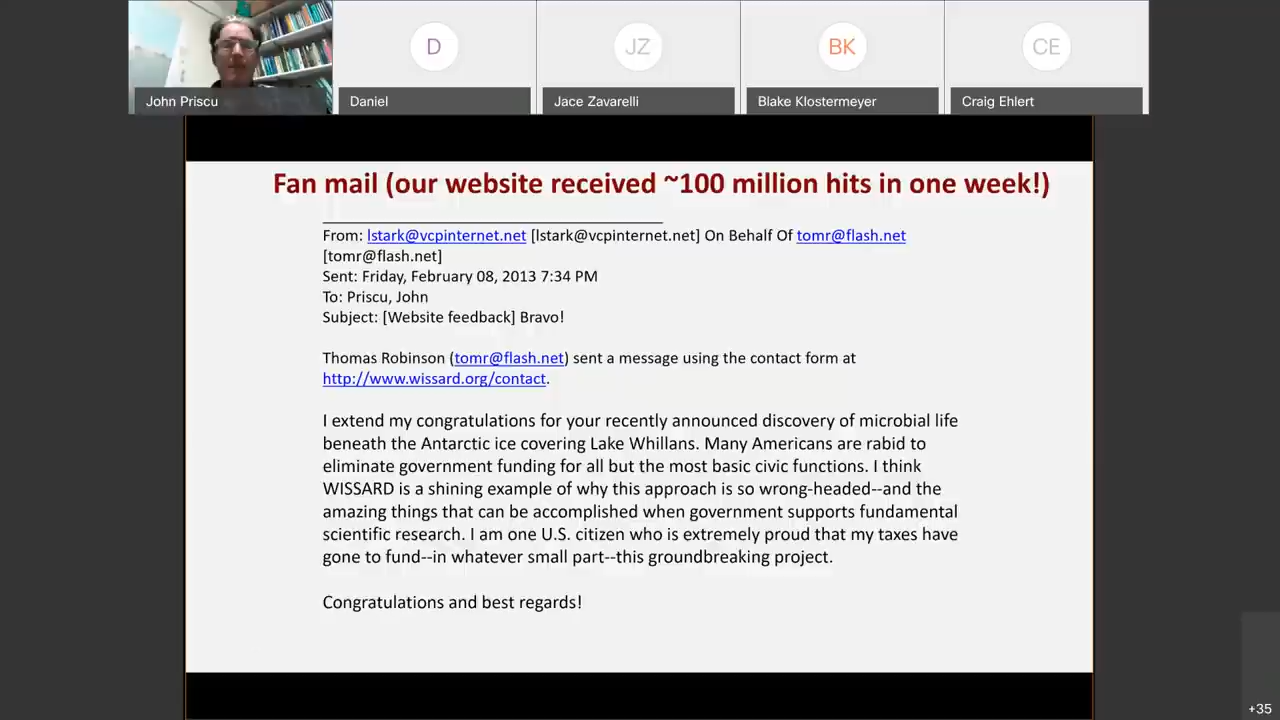 D
JZ
BK
CE
John Priscu
Daniel
Jace Zavarelli
Blake Klostermeyer
Craig Ehlert
Fan mail (our website received ~100 million hits in one week!)
From: lstark@vcpinternet.net [lstark@vcpinternet.net] On Behalf Of tomr@flash.net
[tomr@flash.net]
Sent: Friday, February 08, 2013 7:34 PM
To: Priscu, John
Subject: [Website feedback] Bravo!
Thomas Robinson (tomr@flash.net) sent a message using the contact form at
http://www.wissard.org/contact.
I extend my congratulations for your recently announced discovery of microbial life
beneath the Antarctic ice covering Lake Whillans. Many Americans are rabid to
eliminate government funding for all but the most basic civic functions. I think
WISSARD is a shining example of why this approach is so wrong-headed--and the
amazing things that can be accomplished when government supports fundamental
scientific research. I am one U.S. citizen who is extremely proud that my taxes have
gone to fund--in whatever small part--this groundbreaking project.
Congratulations and best regards!
+35